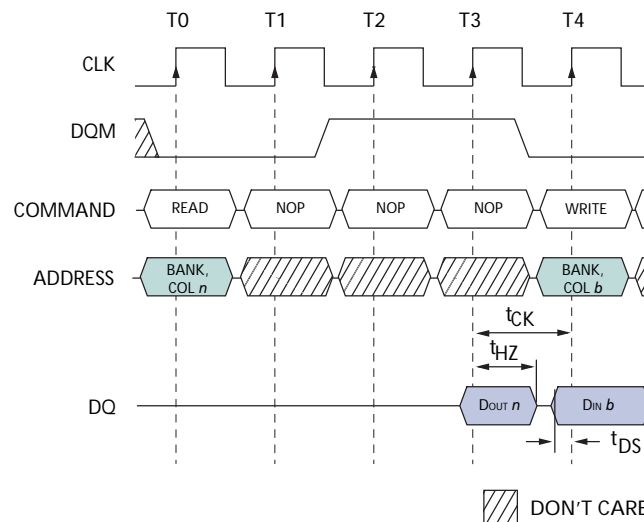 T0 T1 T2 T3 T4
CLK
DQM
COMMAND READ NOP NOP NOP WRITE
ADDRESS BANK, COL n BANK, COL b
tCK
tHZ
DQ DOUT n DIN b
tDS
DON'T CARE